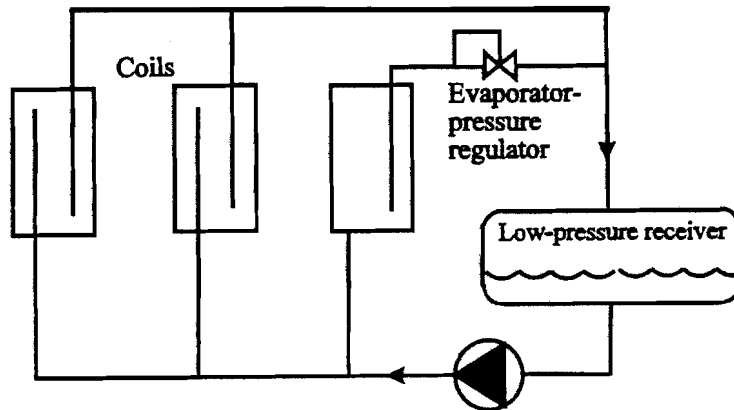 Coils
Evaporator-
pressure
regulator
Low-pressure receiver